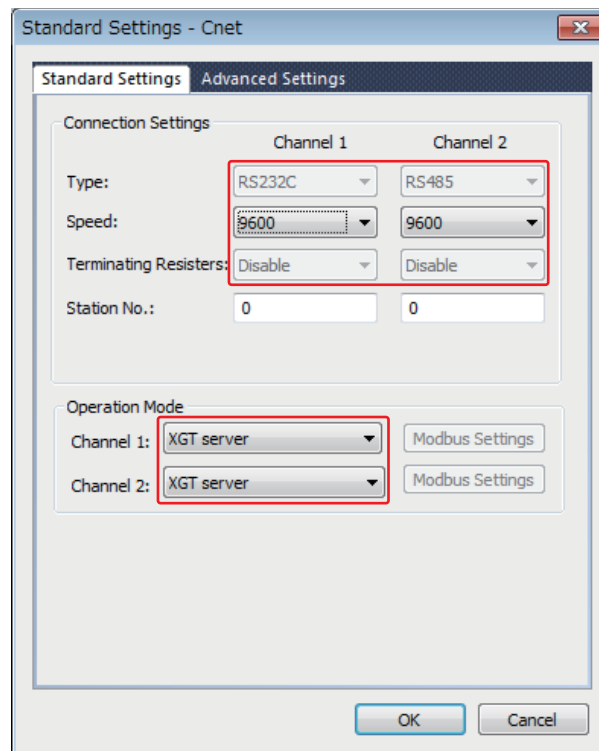 Standard Settings - Cnet
Standard Settings Advanced Settings
Connection Settings
Channel 1 Channel 2
Type: RS232C RS485
Speed: 9600 9600
Terminating Resisters: Disable Disable
Station No.: 0 0
Operation Mode
Channel 1: XGT server Modbus Settings
Channel 2: XGT server Modbus Settings
OK Cancel